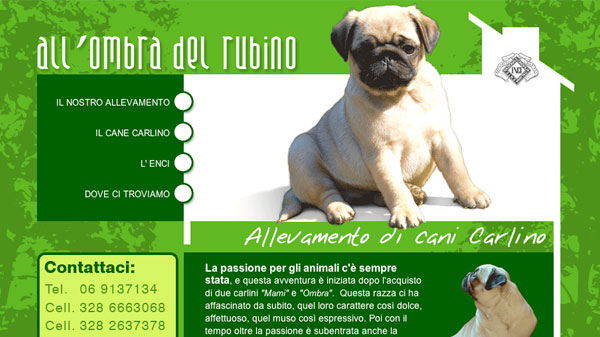 all'ombra del rubino
IL NOSTRO ALLEVAMENTO
IL CANE CARLINO
L' ENCI
DOVE CI TROVIAMO
Allevamento di cani Carlino
Contattaci:
Tel. 06 9137134
Cell. 328 6663068
Cell. 328 2637378
La passione per gli animali c'è sempre
stata, e questa avventura è iniziata dopo l'acquisto
di due carlini "Mami" e "Ombra". Questa razza ci ha
affascinato da subito, quel loro carattere così dolce,
affettuoso, quel muso così espressivo. Poi con il
tempo oltre la passione è subentrata anche la